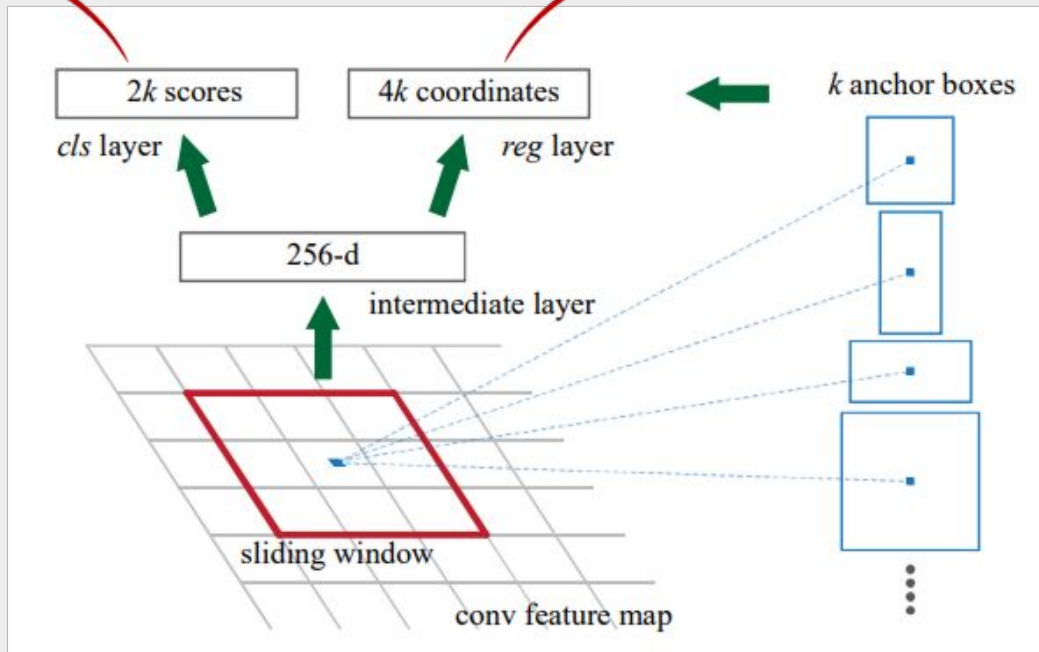 2k scores
4k coordinates
k anchor boxes
cls layer
reg layer
256-d
intermediate layer
sliding window
conv feature map